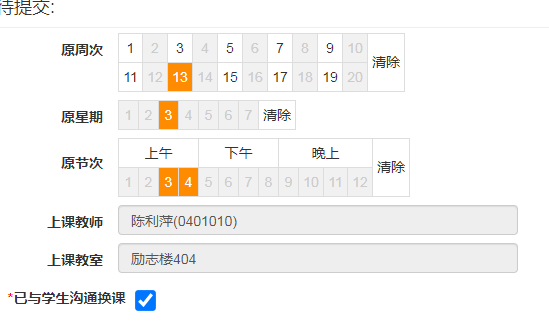 待提交:
原周次 1 2 3 4 5 6 7 8 9 10 清除
11 12 13 14 15 16 17 18 19 20
原星期 1 2 3 4 5 6 7 清除
原节次 上午 下午 晚上 清除
1 2 3 4 5 6 7 8 9 10 11 12
上课教师 陈利萍(0401010)
上课教室 励志楼404
*已与学生沟通换课